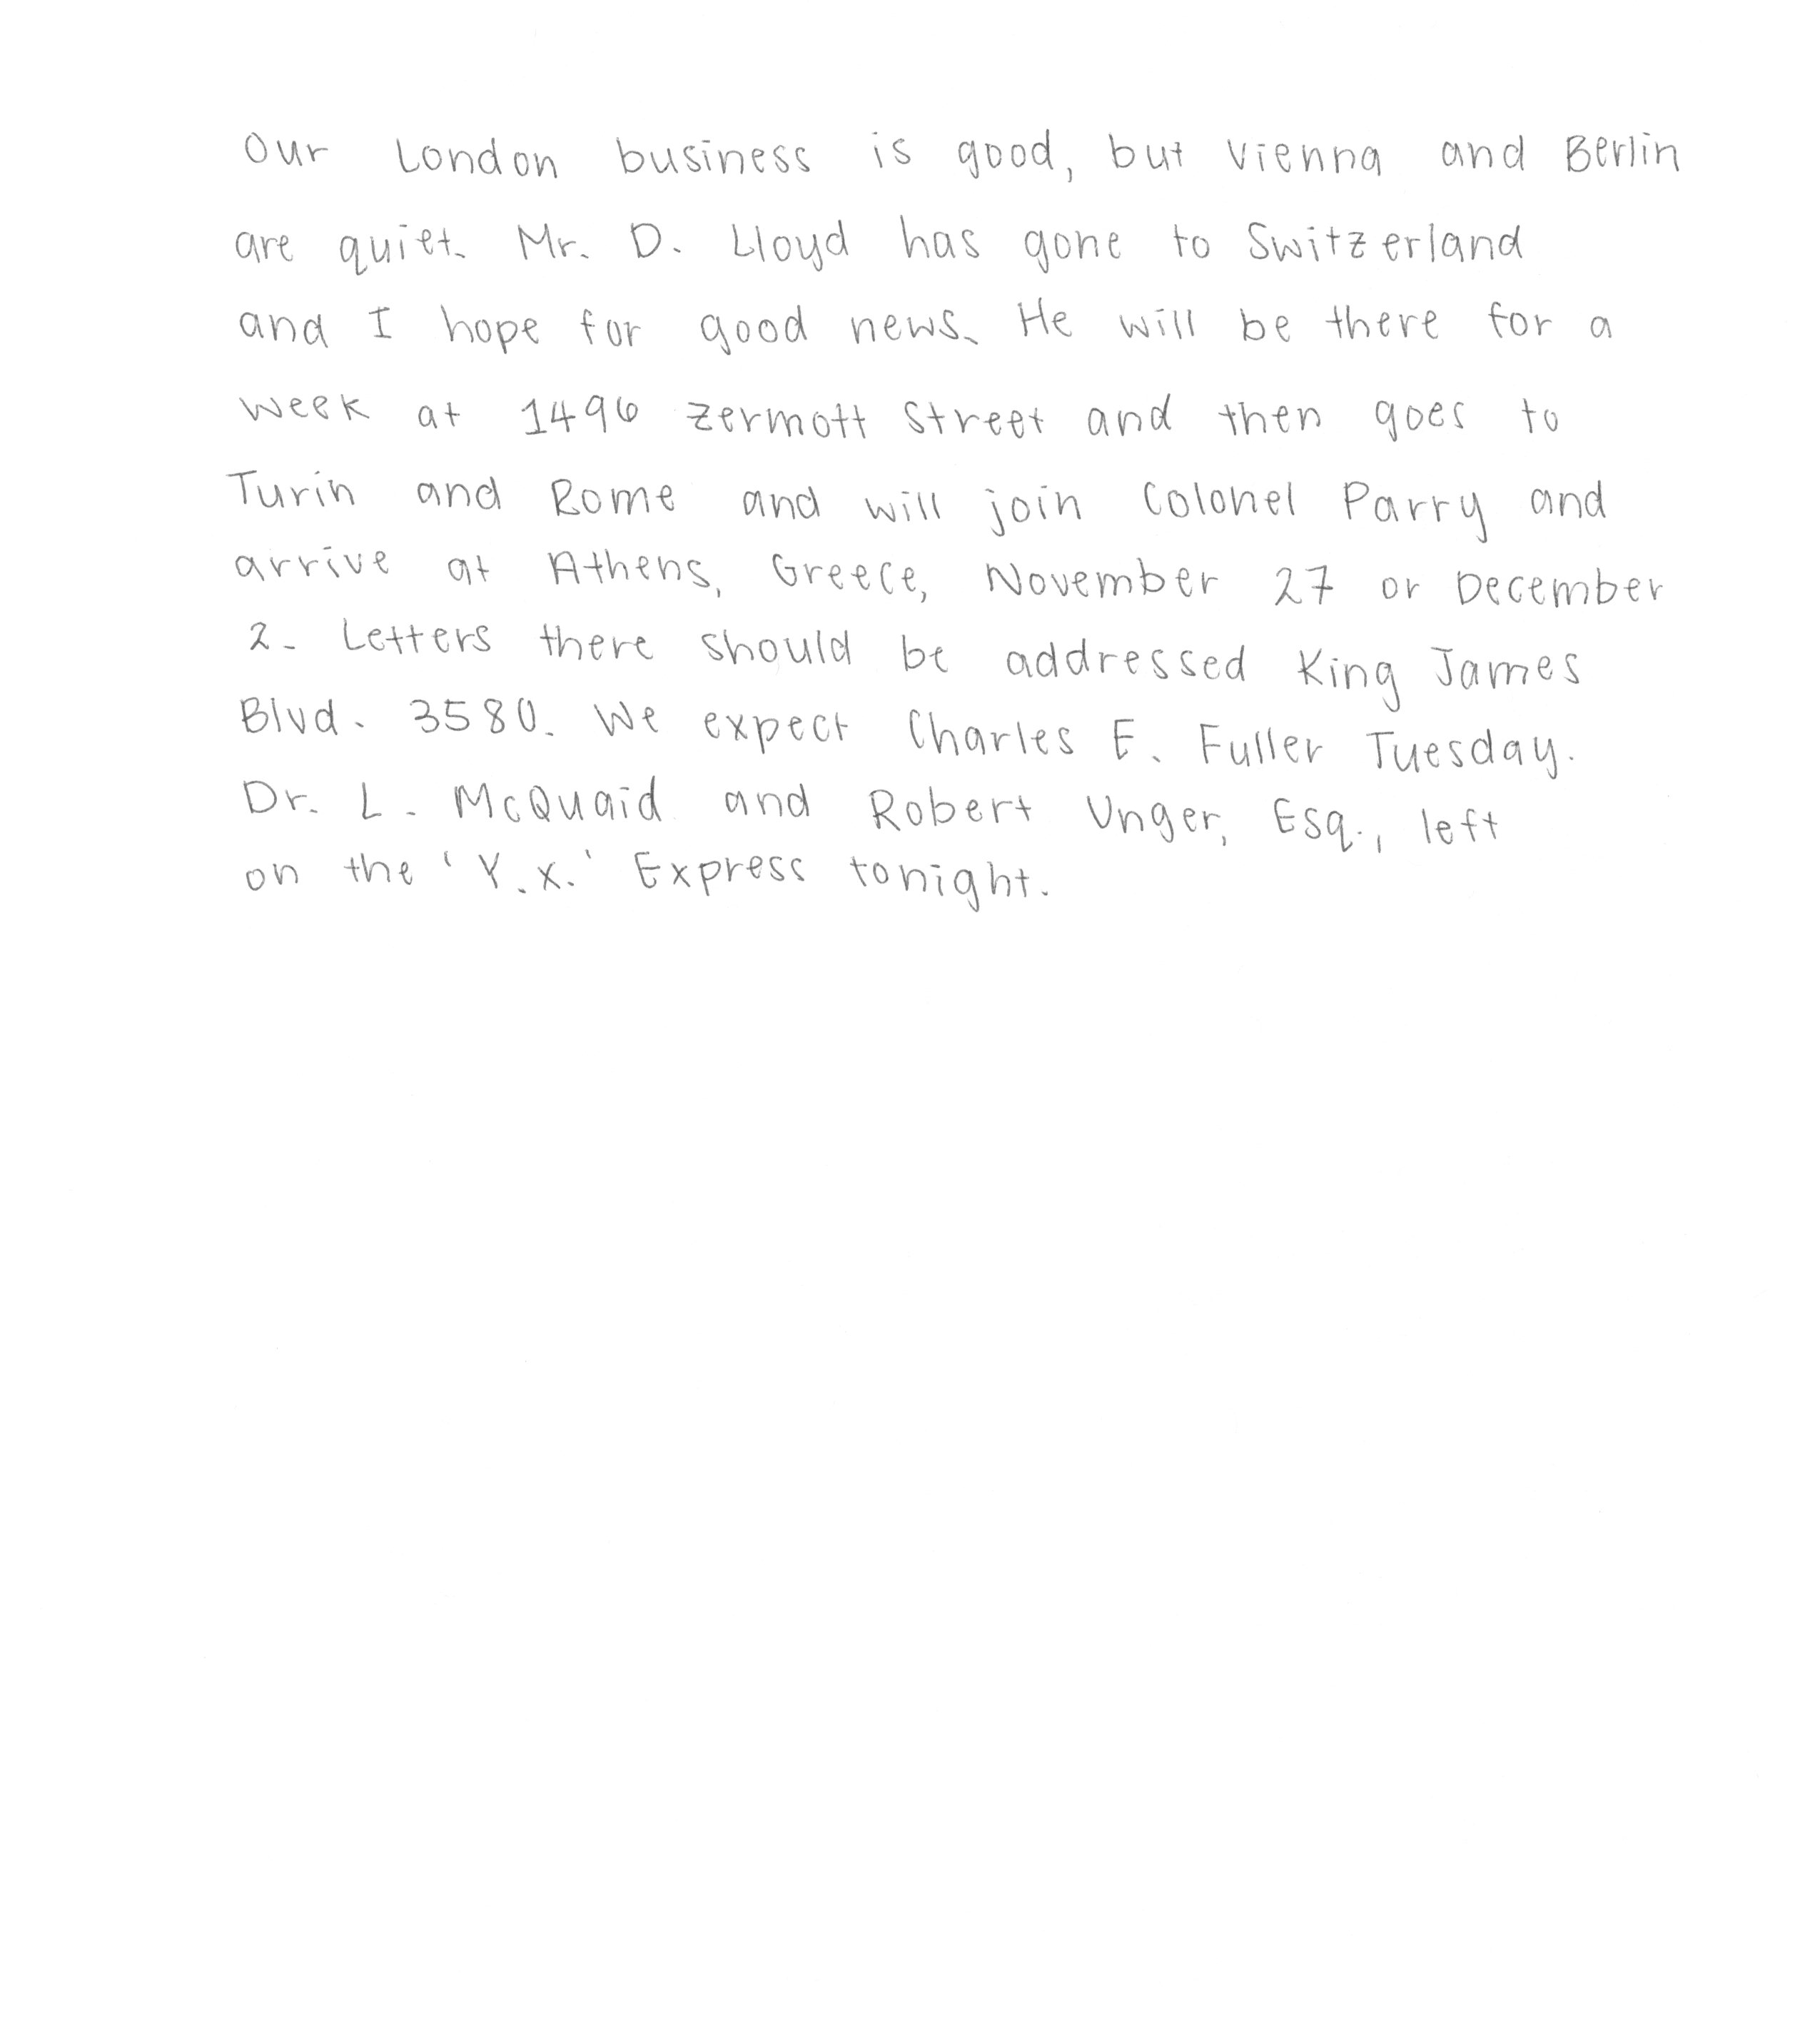 Our London business is good, but Vienna and Berlin
are quiet. Mr. D. Lloyd has gone to Switzerland
and I hope for good news. He will be there for a
week at 1496 Zermott Street and then goes to
Turin and Rome and will join Colonel Parry and
arrive at Athens, Greece, November 27 or December
2. Letters there should be addressed King James
Blvd. 3580. We expect Charles E. Fuller Tuesday.
Dr. L. McQuaid and Robert Unger, Esq., left
on the 'Y.X.' Express tonight.